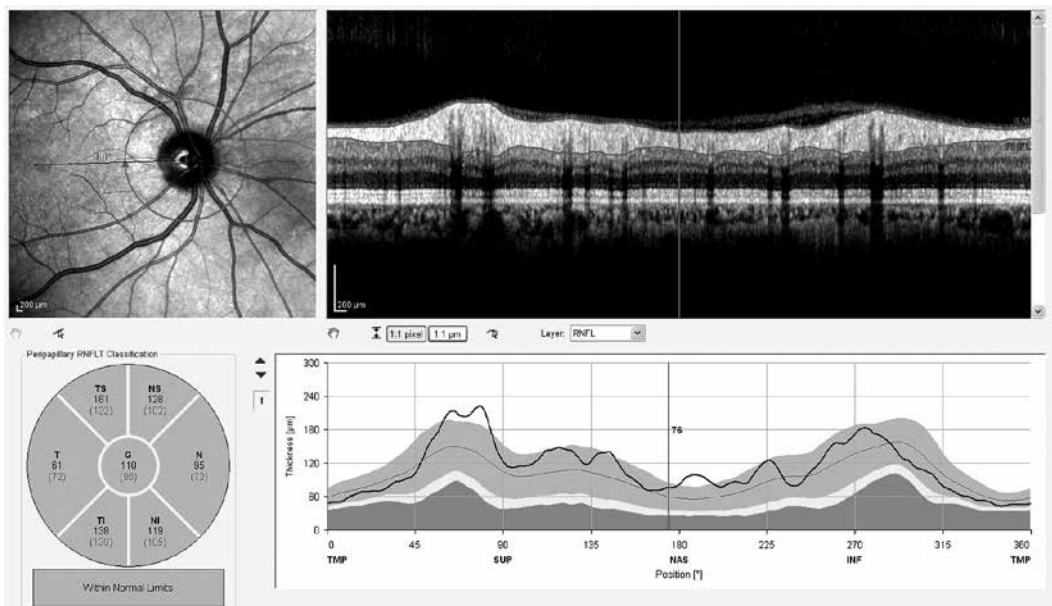 200 µm
ILM
RNFL
200 µm
1:1 pixel
1:1 µm
Layer:
RNFL
Peripapillary RNFLT Classification
TS
161
NS
128
(102)
T
61
(72)
G
110
(96)
N
95
(72)
TI
138
NI
119
(105)
Within Normal Limits
1
Thickness [µm]
300
240
180
120
60
0
76
0
45
90
135
180
225
270
315
360
TMP
SUP
NAS
INF
TMP
Position [°]